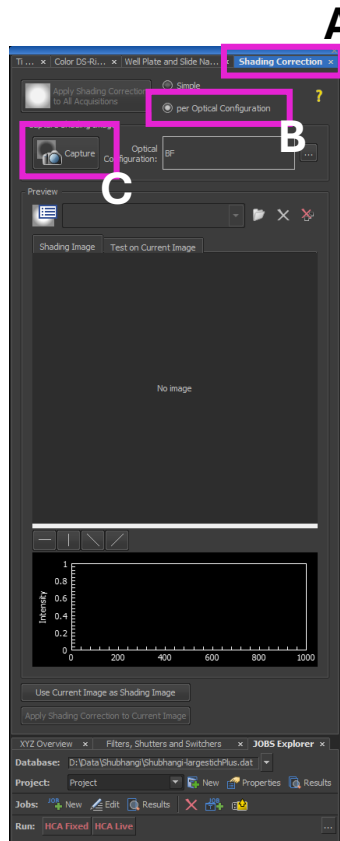 A
Ti ... × Color DS-Ri... × Well Plate and Slide Na... × Shading Correction ×
Apply Shading Correction
to All Acquisitions
Simple
per Optical Configuration
?
B
Capture
Optical
Configuration:
BF
...
C
Preview
Shading Image Test on Current Image
No image
Intensity
1
0.8
0.6
0.4
0.2
0
0 200 400 600 800 1000
Use Current Image as Shading Image
Apply Shading Correction to Current Image
XYZ Overview × Filters, Shutters and Switchers × JOBS Explorer ×
Database: D:\Data\Shubhangi\Shubhangi-largestichPlus.dat
Project: Project New Properties Results
Jobs: JOB New Edit Results JOB
Run: HCA Fixed HCA Live ...